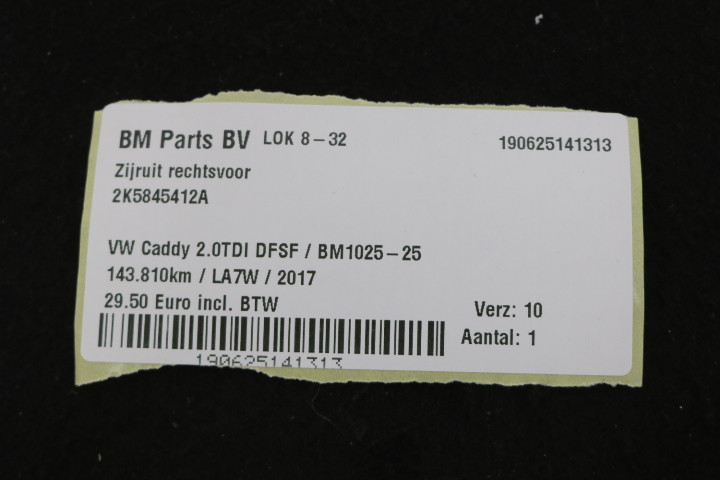 BM Parts BV LOK 8-32 190625141313
Zijruit rechtsvoor
2K5845412A
VW Caddy 2.0TDI DFSF / BM1025-25
143.810km / LA7W / 2017
29.50 Euro incl. BTW
Verz: 10
Aantal: 1
190625141313